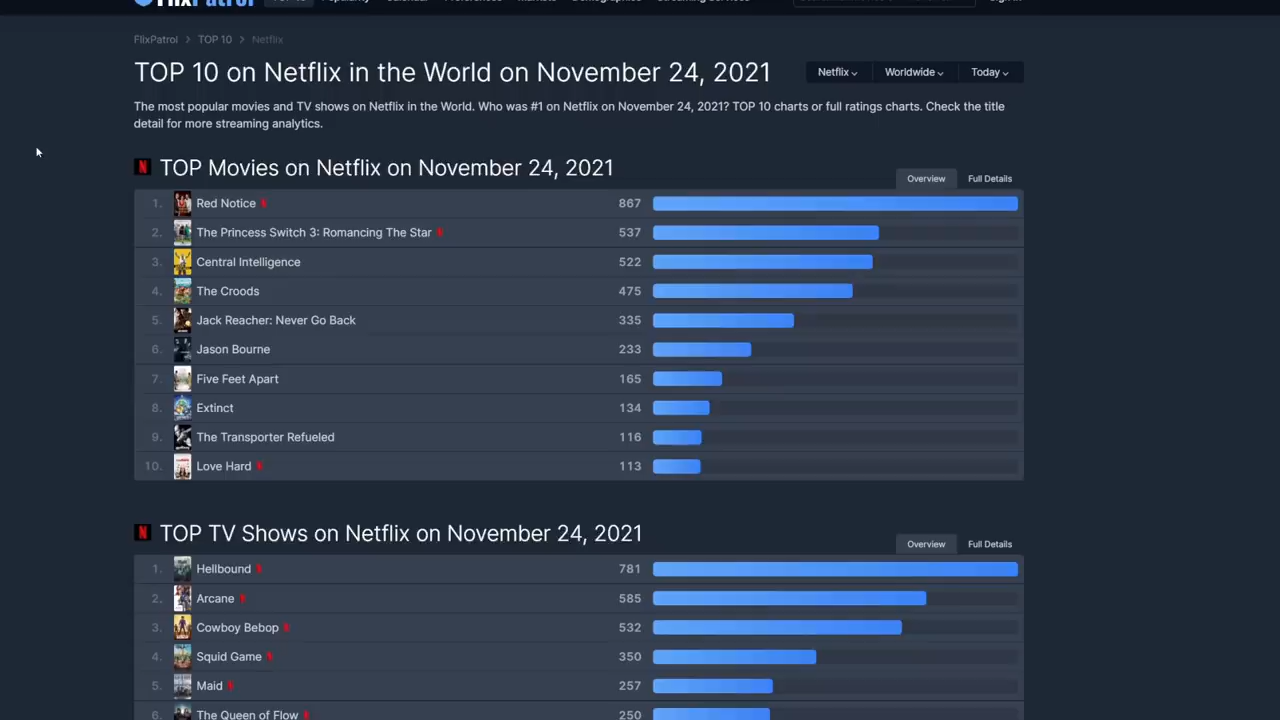 FlixPatrol
FlixPatrol > TOP 10 > Netflix
TOP 10 on Netflix in the World on November 24, 2021
Netflix Worldwide Today
The most popular movies and TV shows on Netflix in the World. Who was #1 on Netflix on November 24, 2021? TOP 10 charts or full ratings charts. Check the title
detail for more streaming analytics.
TOP Movies on Netflix on November 24, 2021
Overview Full Details
1. Red Notice 867
2. The Princess Switch 3: Romancing The Star 537
3. Central Intelligence 522
4. The Croods 475
5. Jack Reacher: Never Go Back 335
6. Jason Bourne 233
7. Five Feet Apart 165
8. Extinct 134
9. The Transporter Refueled 116
10. Love Hard 113
TOP TV Shows on Netflix on November 24, 2021
Overview Full Details
1. Hellbound 781
2. Arcane 585
3. Cowboy Bebop 532
4. Squid Game 350
5. Maid 257
6. The Queen of Flow 250